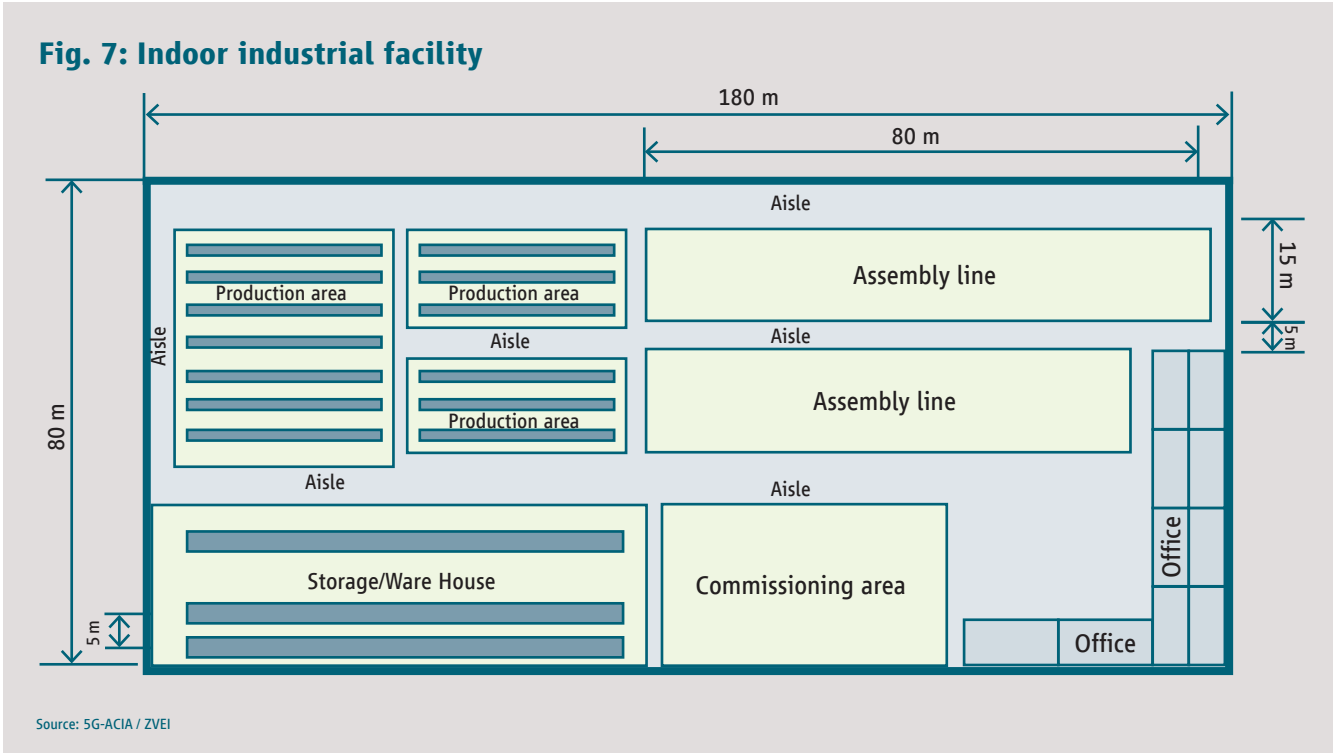 Fig. 7: Indoor industrial facility
180 m
80 m
Aisle
15 m
Assembly line
Production area
Production area
Aisle
Aisle
Aisle
5 m
Assembly line
Production area
80 m
Aisle
Aisle
Storage/Ware House
Commissioning area
Office
5 m
Office
Source: 5G-ACIA / ZVEI